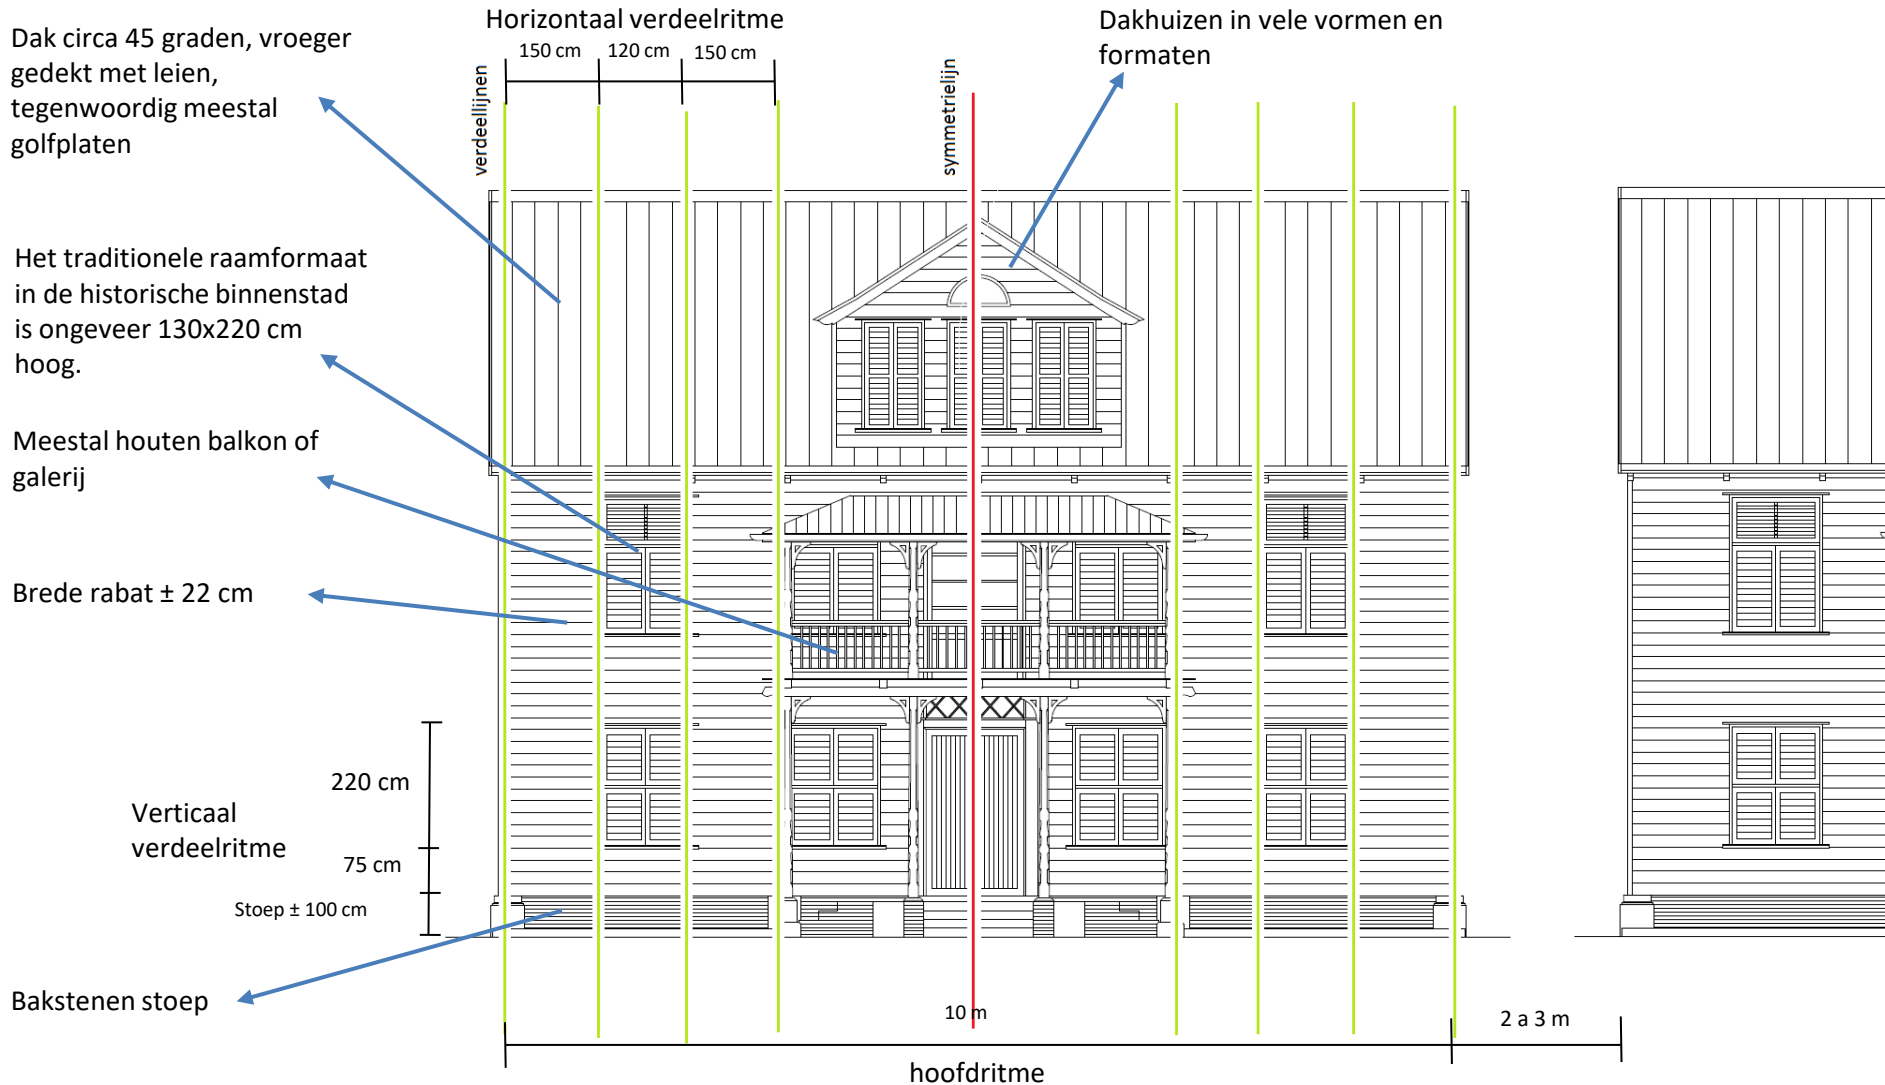 Horizontaal verdeelritme
150 cm
120 cm
150 cm
Dakhuizen in vele vormen en
formaten
Dak circa 45 graden, vroeger
gedekt met leien,
tegenwoordig meestal
golfplaten
verdeellijnen
symmetrielijn
Het traditionele raamformaat
in de historische binnenstad
is ongeveer 130x220 cm
hoog.
Meestal houten balkon of
galerij
Brede rabat ± 22 cm
220 cm
Verticaal
verdeelritme
75 cm
Stoep ± 100 cm
Bakstenen stoep
10 m
2 a 3 m
hoofdritme